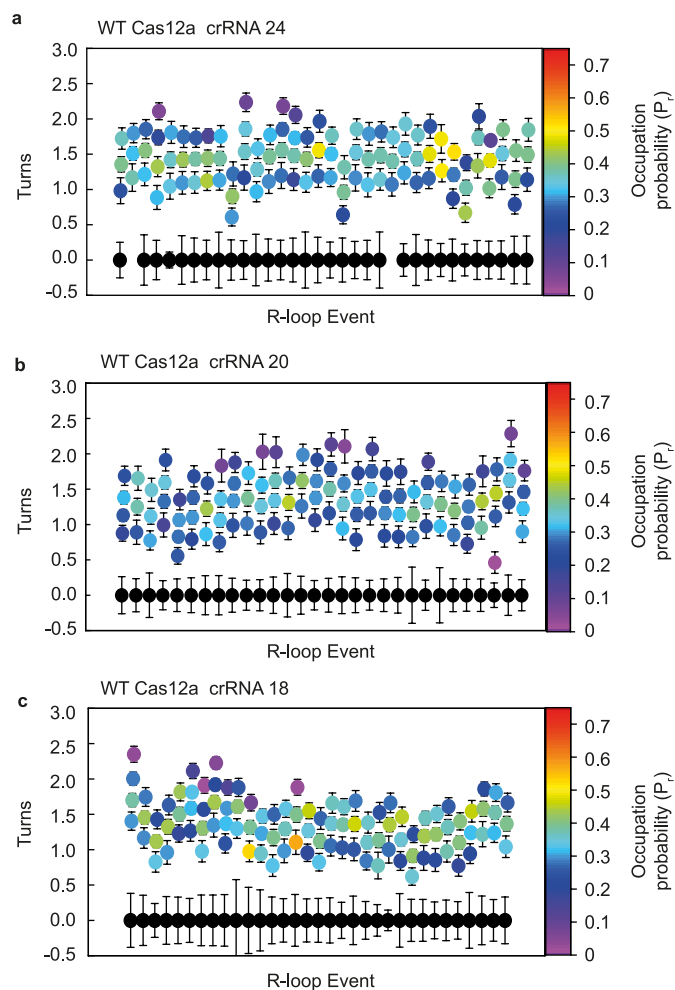 a
WT Cas12a crRNA 24
3.0
2.5
2.0
1.5
1.0
0.5
0.0
-0.5
Turns
R-loop Event
0.7
0.6
0.5
0.4
0.3
0.2
0.1
0
Occupation
probability (Pr)
b
WT Cas12a crRNA 20
3.0
2.5
2.0
1.5
1.0
0.5
0.0
-0.5
Turns
R-loop Event
0.7
0.6
0.5
0.4
0.3
0.2
0.1
0
Occupation
probability (Pr)
c
WT Cas12a crRNA 18
3.0
2.5
2.0
1.5
1.0
0.5
0.0
-0.5
Turns
R-loop Event
0.7
0.6
0.5
0.4
0.3
0.2
0.1
0
Occupation
probability (Pr)